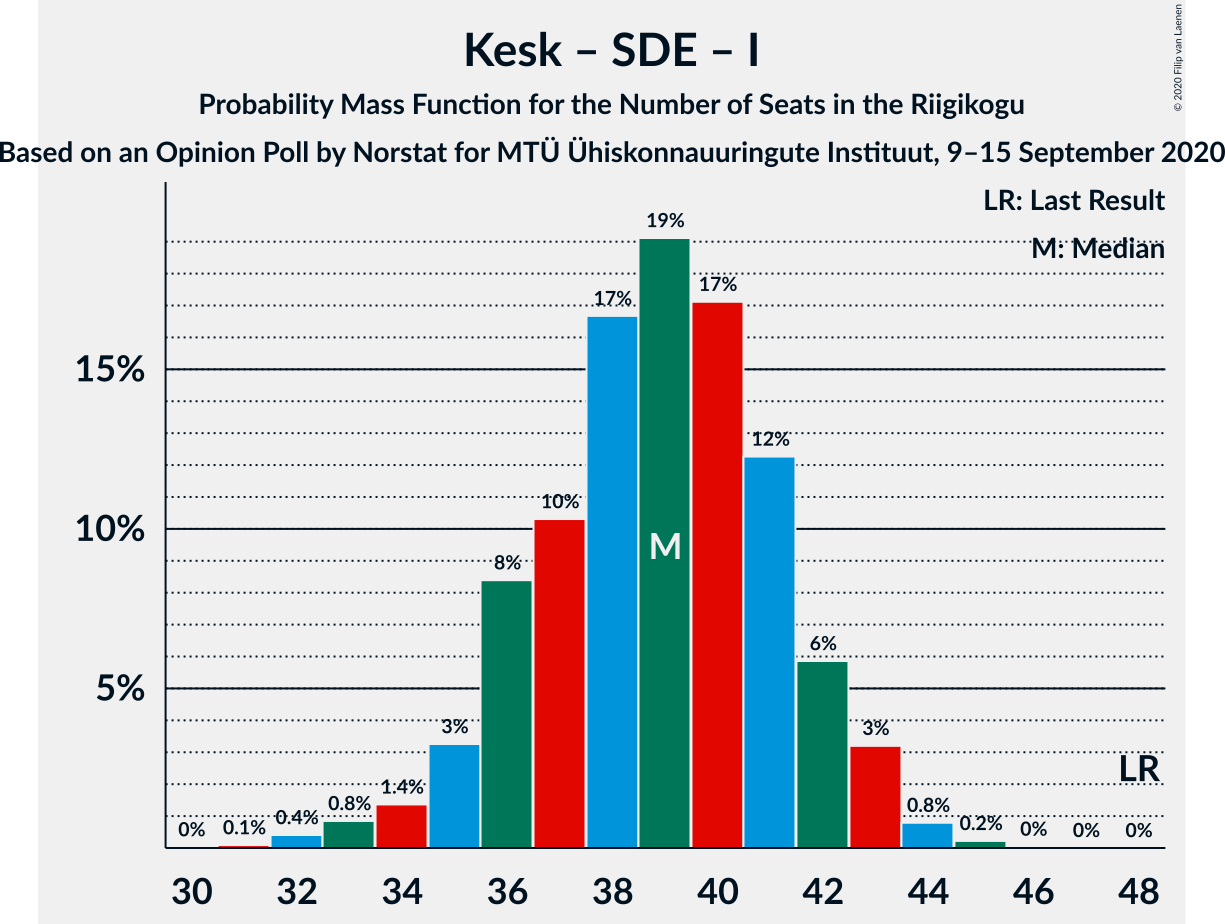 Kesk – SDE – I
Probability Mass Function for the Number of Seats in the Riigikogu
Based on an Opinion Poll by Norstat for MTÜ Ühiskonnauuringute Instituut, 9–15 September 2020
© 2020 Filip van Laenen
LR: Last Result
M: Median
19%
17%
17%
15%
12%
10%
10%
M
8%
6%
5%
3%
3%
LR
1.4%
0.8%
0.8%
0.4%
0.2%
0%
0.1%
0%
0%
0%
30 32 34 36 38 40 42 44 46 48